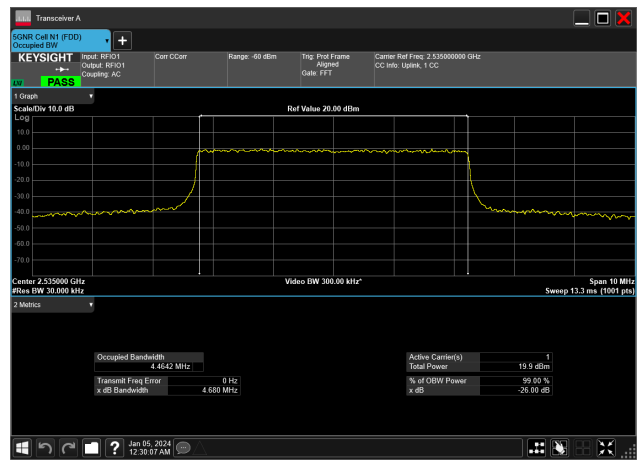 Transceiver A
5GNR Cell N1 (FDD)
Occupied BW
KEYSIGHT
Input: RFIO1
Output: RFIO1
Coupling: AC
Corr CCorr
Range: -60 dBm
Trig: Prot Frame
Aligned
Gate: FFT
Carrier Ref Freq: 2.535000000 GHz
CC Info: Uplink, 1 CC
PASS
1 Graph
Scale/Div 10.0 dB
Ref Value 20.00 dBm
Log
10.0
0.00
-10.0
-20.0
-30.0
-40.0
-50.0
-60.0
-70.0
Center 2.535000 GHz
Video BW 300.00 kHz*
Span 10 MHz
#Res BW 30.000 kHz
Sweep 13.3 ms (1001 pts)
2 Metrics
Occupied Bandwidth
4.4642 MHz
Active Carrier(s) 1
Total Power 19.9 dBm
Transmit Freq Error 0 Hz
x dB Bandwidth 4.680 MHz
% of OBW Power 99.00 %
x dB -26.00 dB
?
Jan 05, 2024
12:30:07 AM